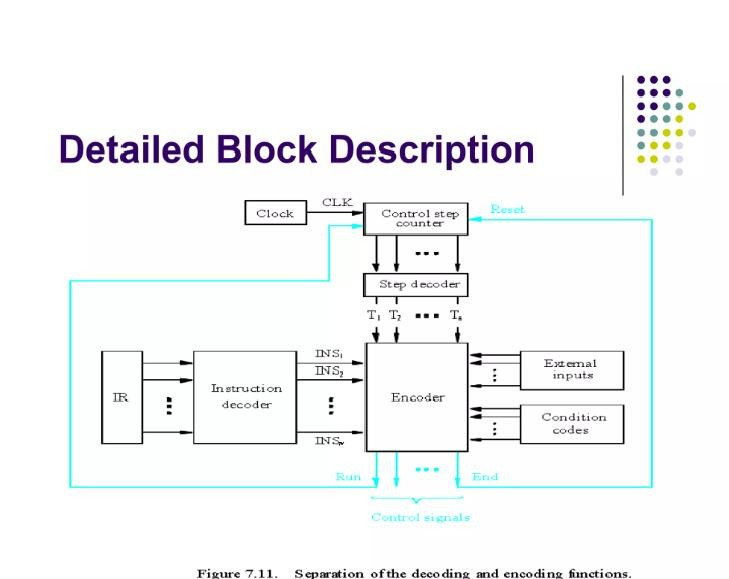 Detailed Block Description
CLK
Clock
Control step
counter
Reset
Step decoder
T1 T2 Tn
INS1
INS2
INSm
IR
Instruction
decoder
Encoder
External
inputs
Condition
codes
Run
End
Control signals
Figure 7.11. Separation of the decoding and encoding functions.